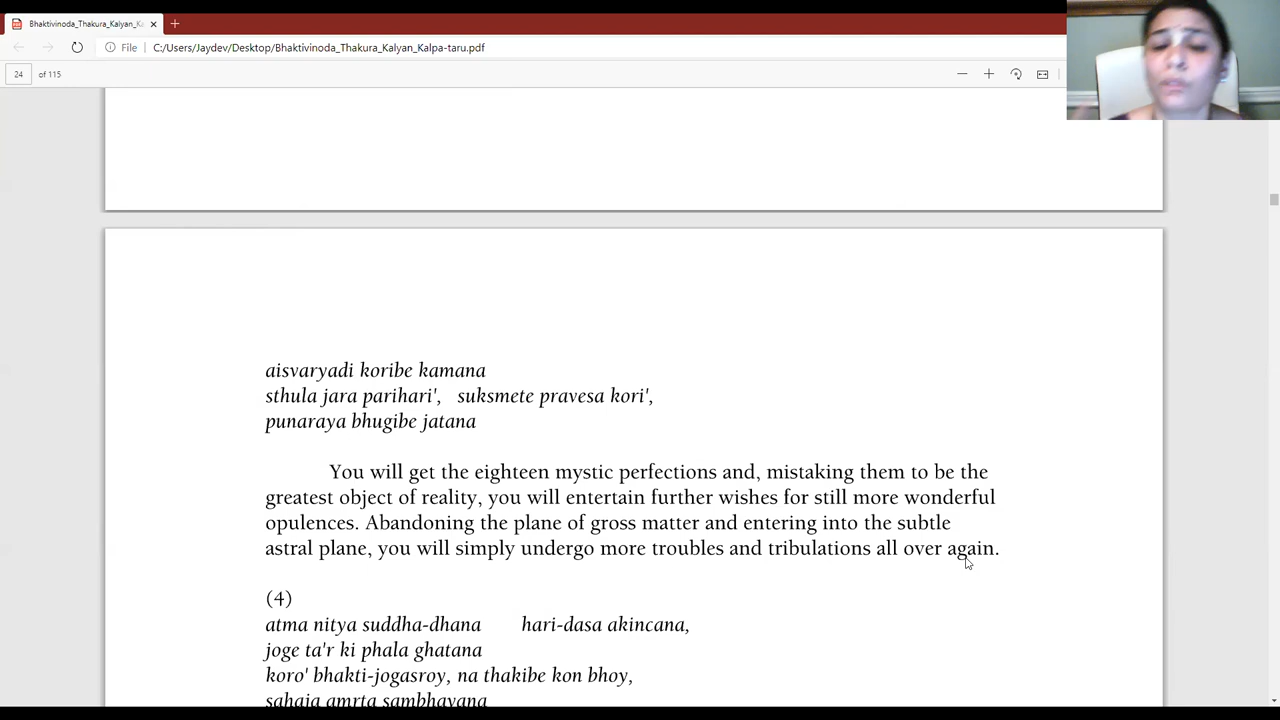 Bhaktivinoda_Thakura_Kalyan_K
File
C:/Users/Jaydev/Desktop/Bhaktivinoda_Thakura_Kalyan_Kalpa-taru.pdf
24 of 115
aisvaryadi koribe kamana
sthula jara parihari', suksmete pravesa kori',
punaraya bhugibe jatana
You will get the eighteen mystic perfections and, mistaking them to be the
greatest object of reality, you will entertain further wishes for still more wonderful
opulences. Abandoning the plane of gross matter and entering into the subtle
astral plane, you will simply undergo more troubles and tribulations all over again.
(4)
atma nitya suddha-dhana hari-dasa akincana,
joge ta'r ki phala ghatana
koro' bhakti-jogasroy, na thakibe kon bhoy,
sahaja amrta sambhavana